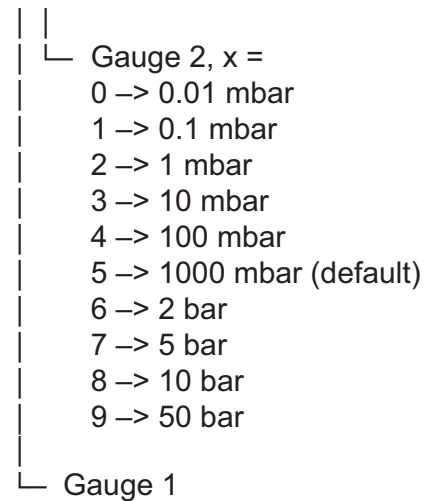 Gauge 2, x =
0 –> 0.01 mbar
1 –> 0.1 mbar
2 –> 1 mbar
3 –> 10 mbar
4 –> 100 mbar
5 –> 1000 mbar (default)
6 –> 2 bar
7 –> 5 bar
8 –> 10 bar
9 –> 50 bar
Gauge 1